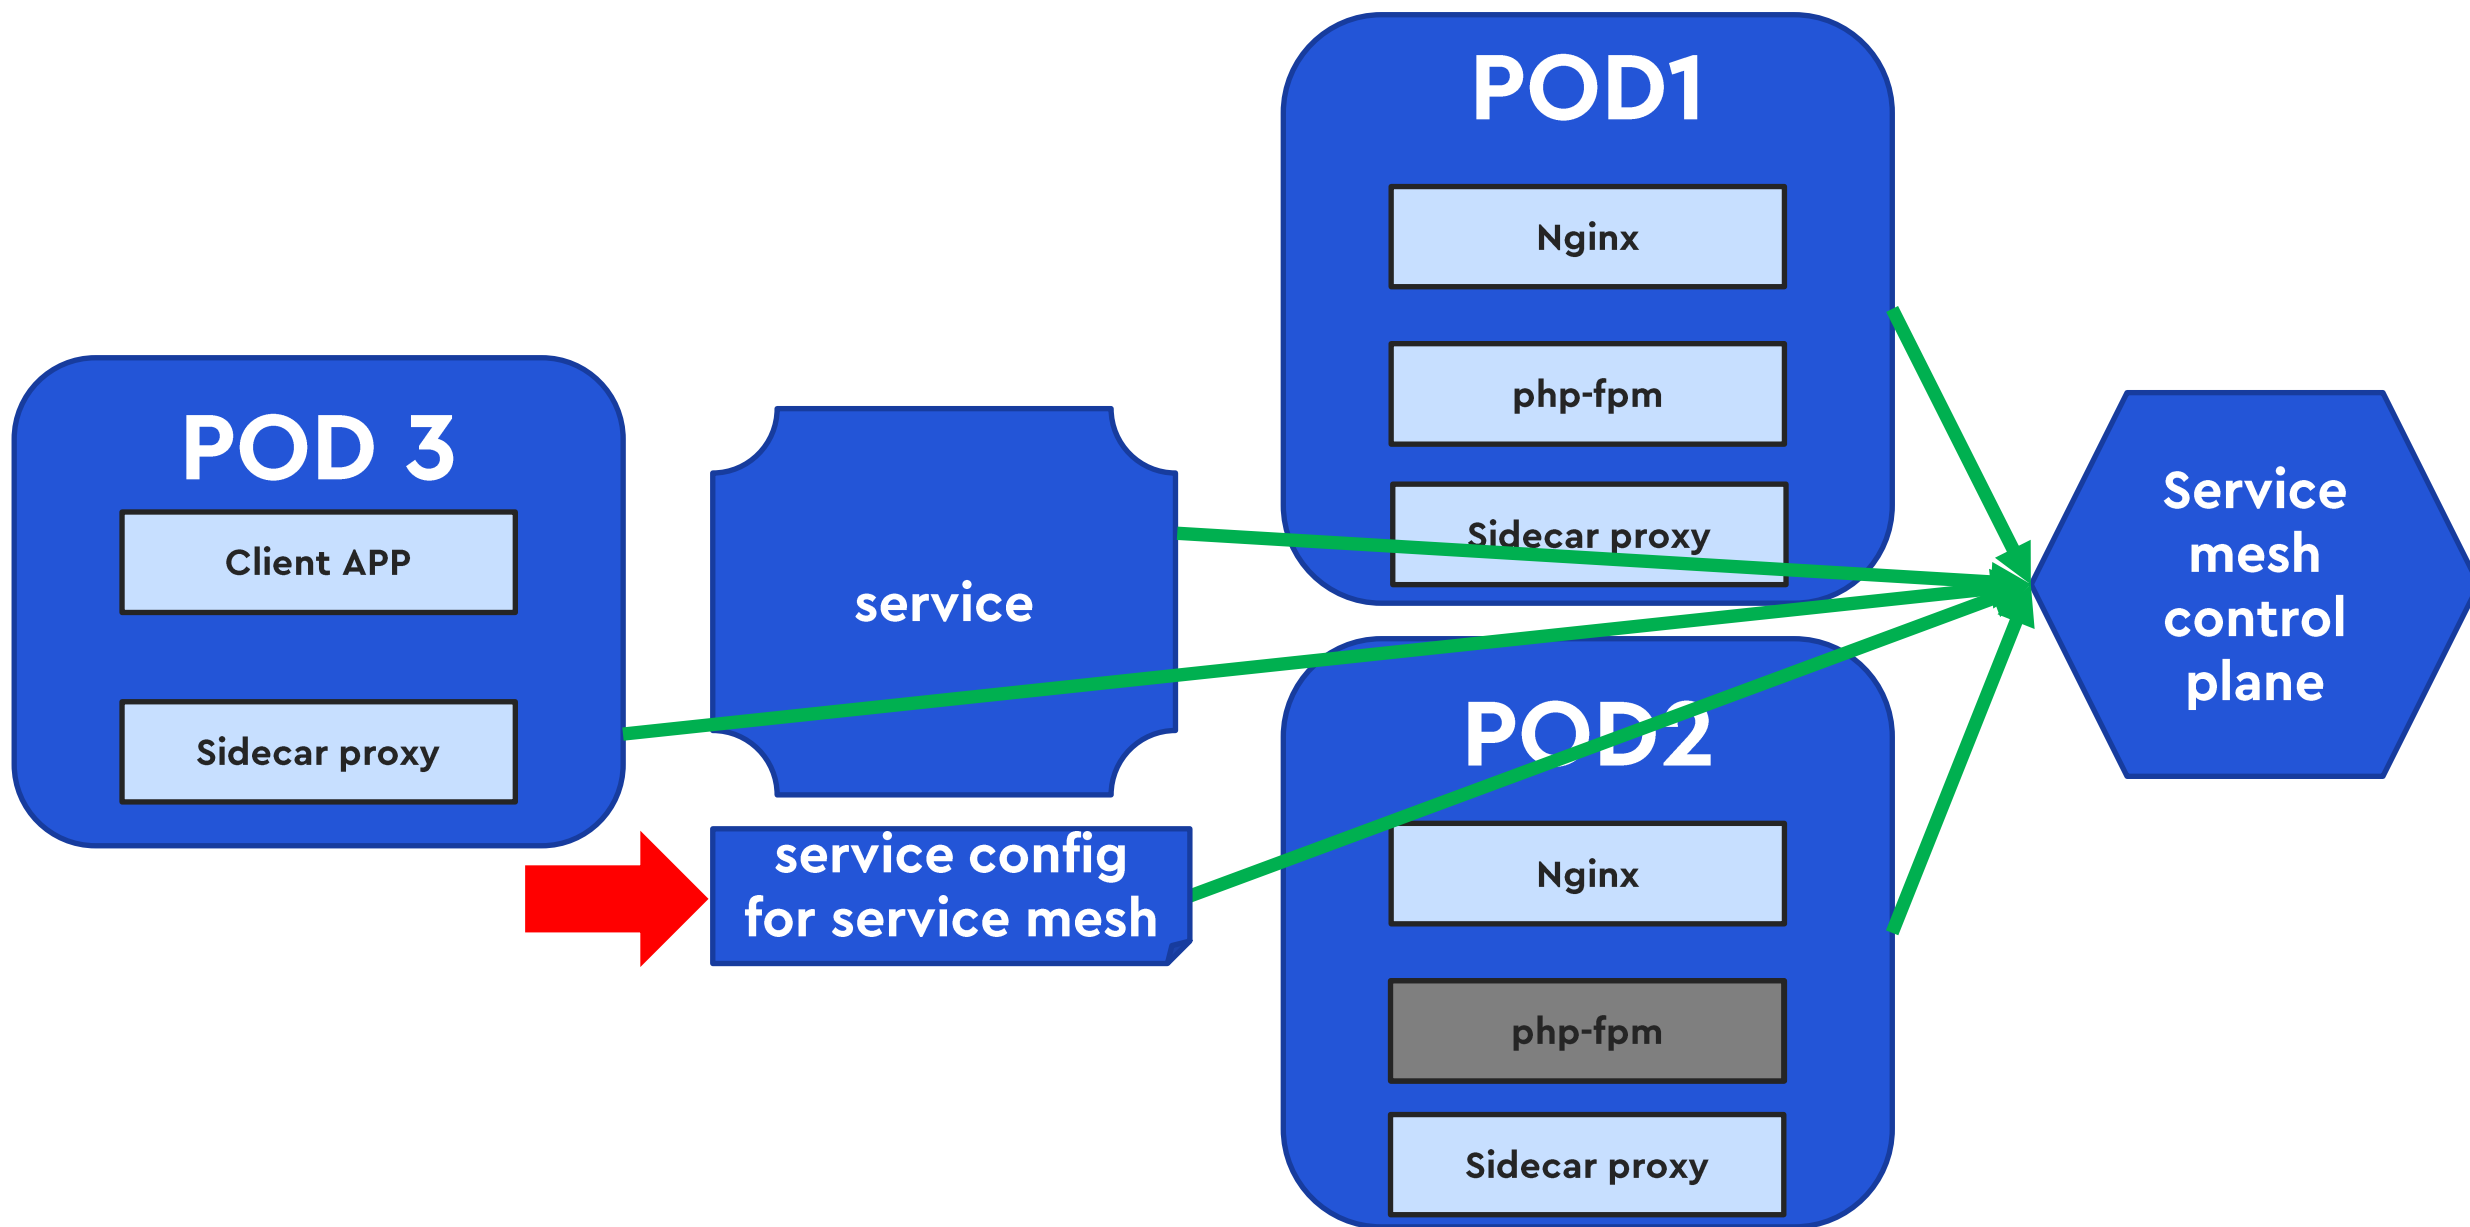 POD1
Nginx
php-fpm
Sidecar proxy
POD 3
Client APP
Sidecar proxy
service
service config
for service mesh
POD2
Nginx
php-fpm
Sidecar proxy
Service
mesh
control
plane